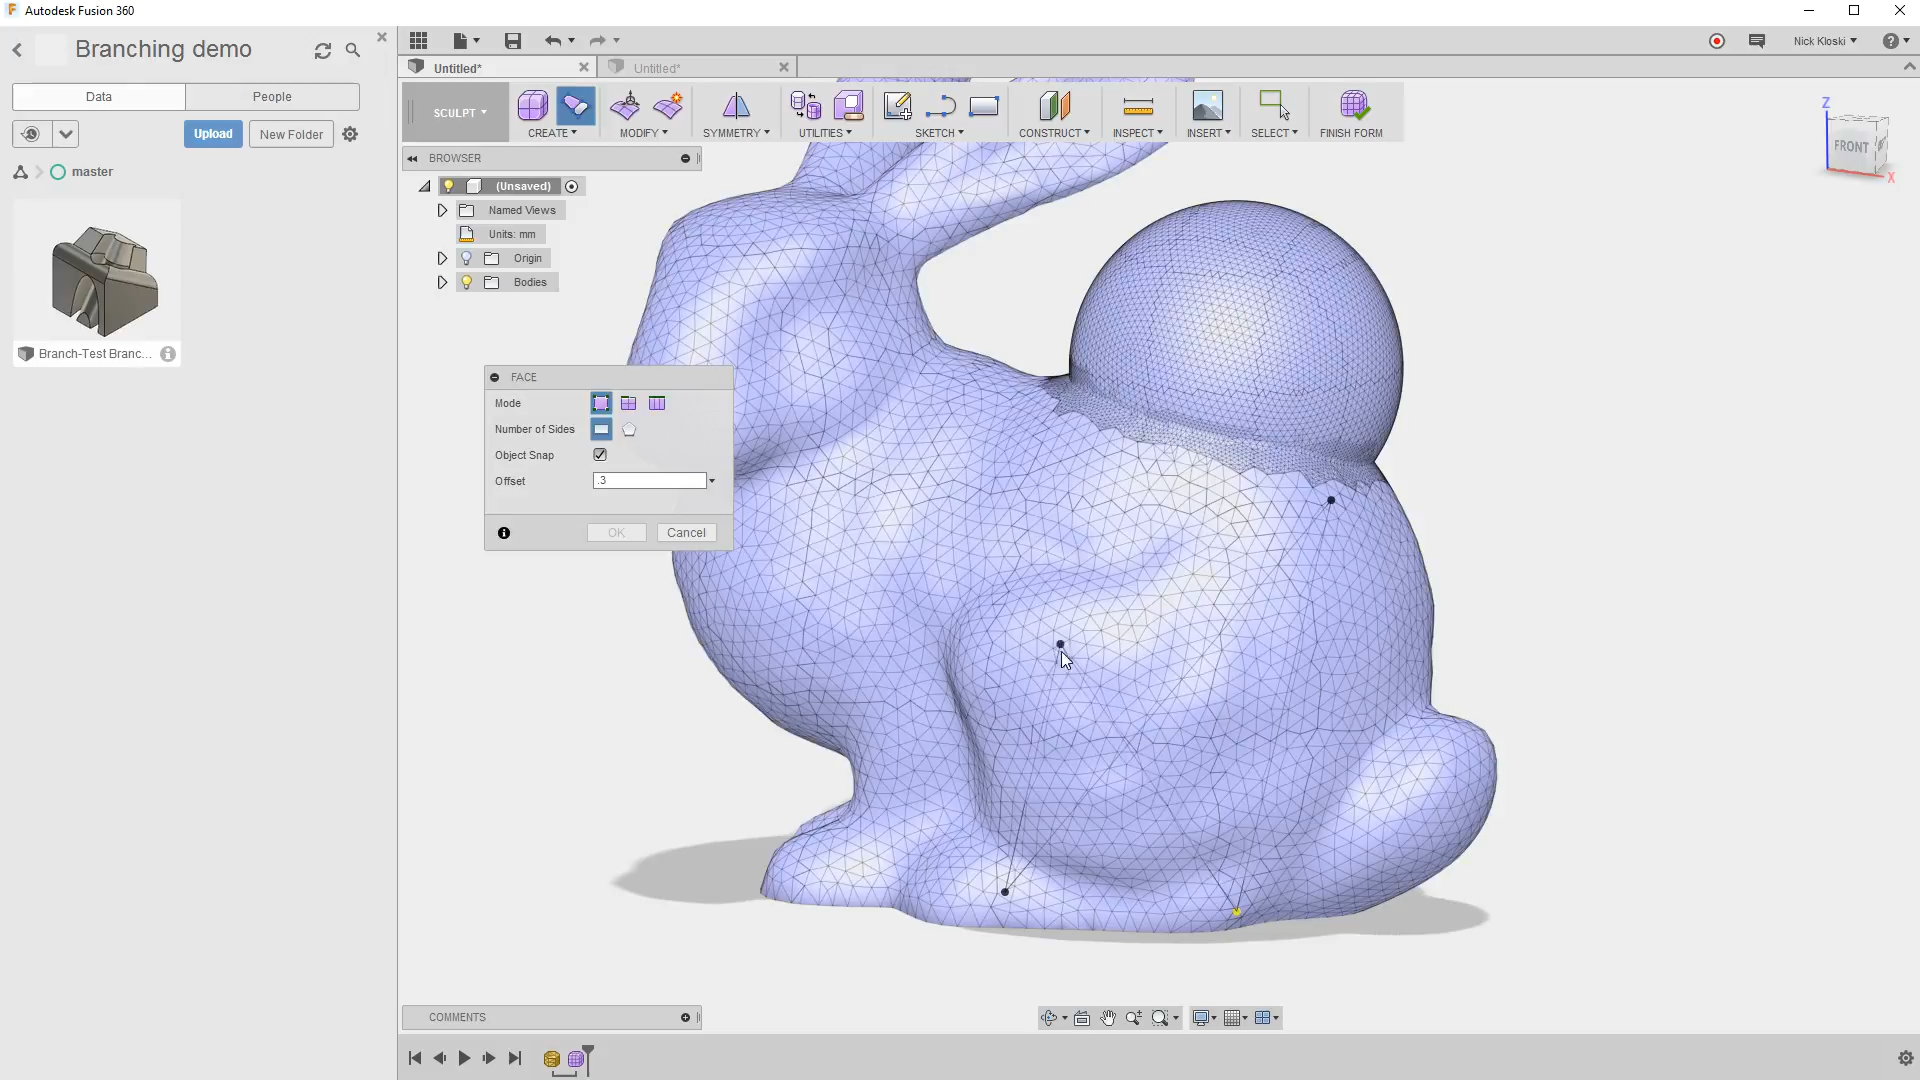 Autodesk Fusion 360
Branching demo
Data
People
Upload
New Folder
master
Branch-Test Branc...
Nick Kloski
Untitled*
Untitled*
SCULPT
CREATE
MODIFY
SYMMETRY
UTILITIES
SKETCH
CONSTRUCT
INSPECT
INSERT
SELECT
FINISH FORM
BROWSER
(Unsaved)
Named Views
Units: mm
Origin
Bodies
Z
FRONT
X
FACE
Mode
Number of Sides
Object Snap
Offset
.3
OK
Cancel
COMMENTS